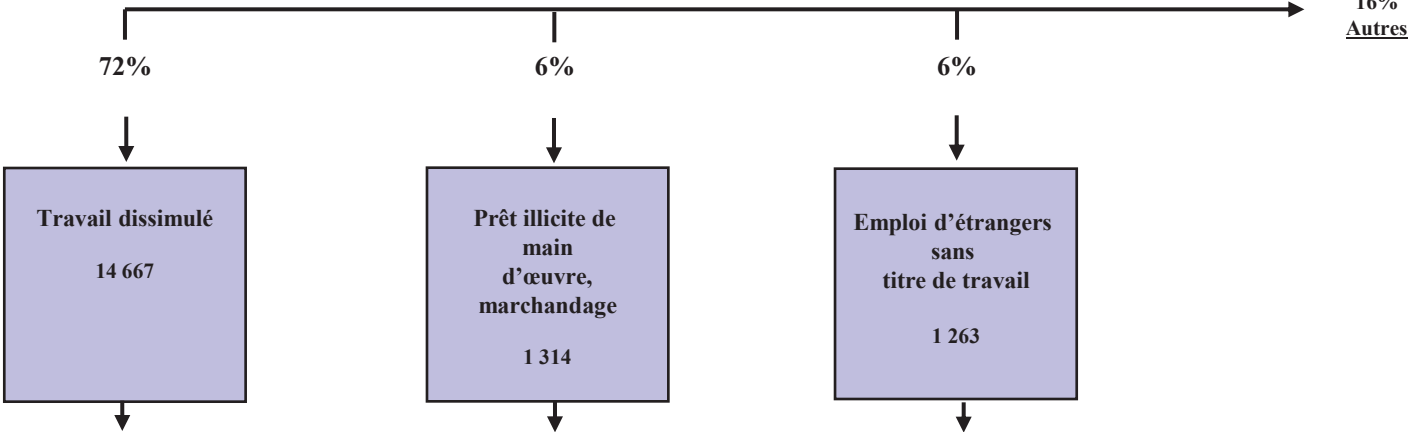 16%
Autres
72%
6%
6%
Travail dissimulé
14 667
Prêt illicite de
main
d'œuvre,
marchandage
1 314
Emploi d'étrangers
sans
titre de travail
1 263